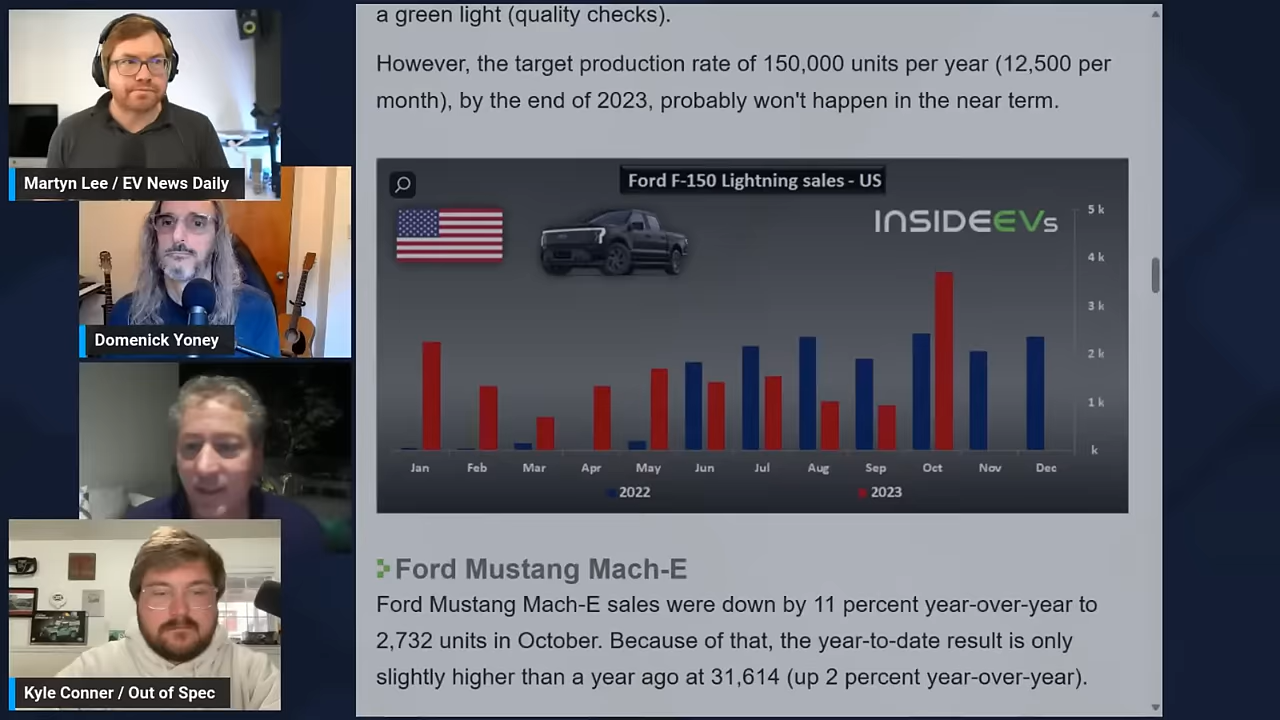 a green light (quality checks).
However, the target production rate of 150,000 units per year (12,500 per
month), by the end of 2023, probably won't happen in the near term.
Ford F-150 Lightning sales - US
INSIDEEVs
5 k
4 k
3 k
2 k
1 k
k
Jan Feb Mar Apr May Jun Jul Aug Sep Oct Nov Dec
2022 2023
Ford Mustang Mach-E
Ford Mustang Mach-E sales were down by 11 percent year-over-year to
2,732 units in October. Because of that, the year-to-date result is only
slightly higher than a year ago at 31,614 (up 2 percent year-over-year).
Martyn Lee / EV News Daily
Domenick Yoney
Kyle Conner / Out of Spec